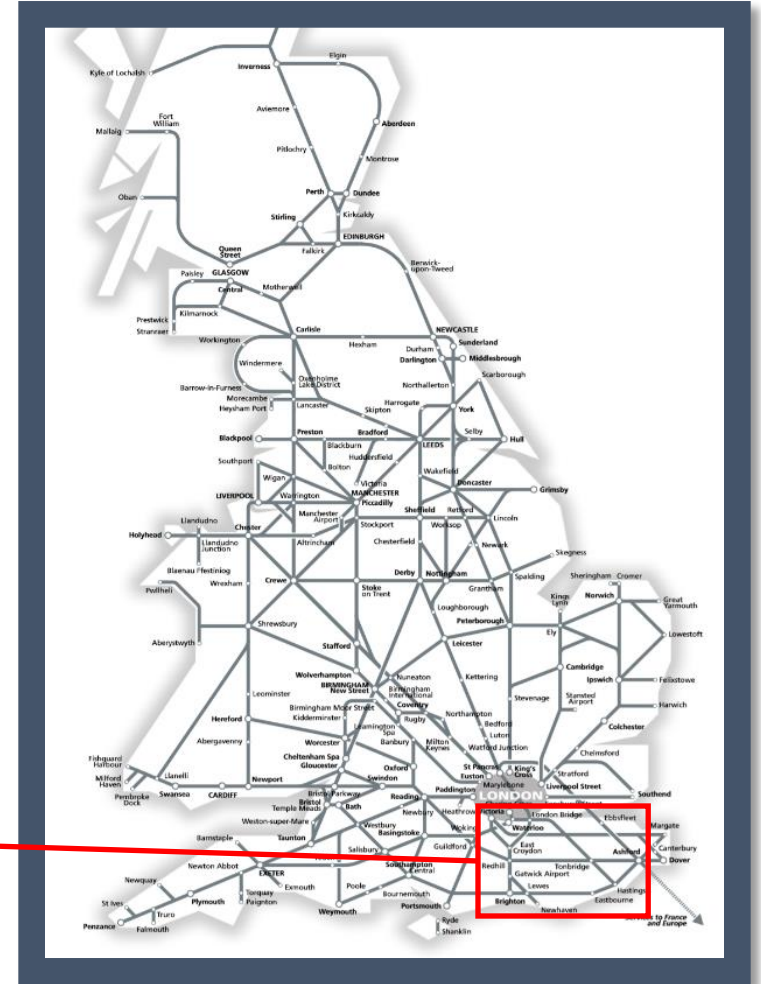 Elgin
Inverness
Kyle of Lochalsh
Aviemore
Fort
William
Aberdeen
Mallaig
Pitlochry
Montrose
Perth
Dundee
Oban
Stirling
Kirkcaldy
EDINBURGH
Queen
Street
Falkirk
Berwick-
upon-Tweed
Paisley
GLASGOW
Central
Motherwell
Prestwick
Kilmarnock
Stranraer
Carlisle
NEWCASTLE
Workington
Hexham
Durham
Sunderland
Darlington
Middlesbrough
Windermere
Scarborough
Oxenholme
Lake District
Barrow-in-Furness
Northallerton
Morecambe
Lancaster
Harrogate
York
Heysham Port
Skipton
Blackpool
Preston
Bradford
LEEDS
Selby
Hull
Blackburn
Huddersfield
Southport
Bolton
Wakefield
Wigan
Victoria
Doncaster
LIVERPOOL
Warrington
MANCHESTER
Piccadilly
Grimsby
Llandudno
Manchester
Airport
Sheffield
Retford
Lincoln
Holyhead
Chester
Stockport
Worksop
Llandudno
Junction
Altrincham
Chesterfield
Newark
Skegness
Blaenau Ffestiniog
Derby
Nottingham
Sheringham
Cromer
Pwllheli
Wrexham
Crewe
Stoke
on Trent
Grantham
Spalding
Kings
Lynn
Norwich
Great
Yarmouth
Loughborough
Shrewsbury
Peterborough
Ely
Lowestoft
Aberystwyth
Stafford
Leicester
Wolverhampton
Cambridge
BIRMINGHAM
New Street
Nuneaton
Kettering
Ipswich
Felixstowe
Leominster
Birmingham
International
Stevenage
Stansted
Airport
Birmingham Moor Street
Coventry
Harwich
Hereford
Kidderminster
Rugby
Northampton
Leamington
Spa
Bedford
Colchester
Abergavenny
Worcester
Banbury
Milton
Keynes
Luton
Cheltenham Spa
Watford Junction
Chelmsford
Fishguard
Harbour
Gloucester
Oxford
St Pancras
King's
Cross
Stratford
Llanelli
Newport
Swindon
Euston
Milford
Haven
Marylebone
Liverpool Street
Pembroke
Dock
Swansea
CARDIFF
Bristol Parkway
Reading
Paddington
LONDON
Southend
Bristol
Temple Meads
Bath
Newbury
Heathrow
Victoria
London Bridge
Ebbsfleet
Weston-super-Mare
Westbury
Basingstoke
Woking
Waterloo
Margate
Barnstaple
Taunton
Salisbury
Guildford
East
Croydon
Canterbury
Newton Abbot
Ashford
Dover
EXETER
Southampton
Central
Redhill
Tonbridge
Gatwick Airport
Newquay
Exmouth
Poole
Lewes
Hastings
St Ives
Plymouth
Torquay
Paignton
Bournemouth
Brighton
Eastbourne
Truro
Weymouth
Portsmouth
Newhaven
Penzance
Falmouth
Ryde
Shanklin
Services to France
and Europe